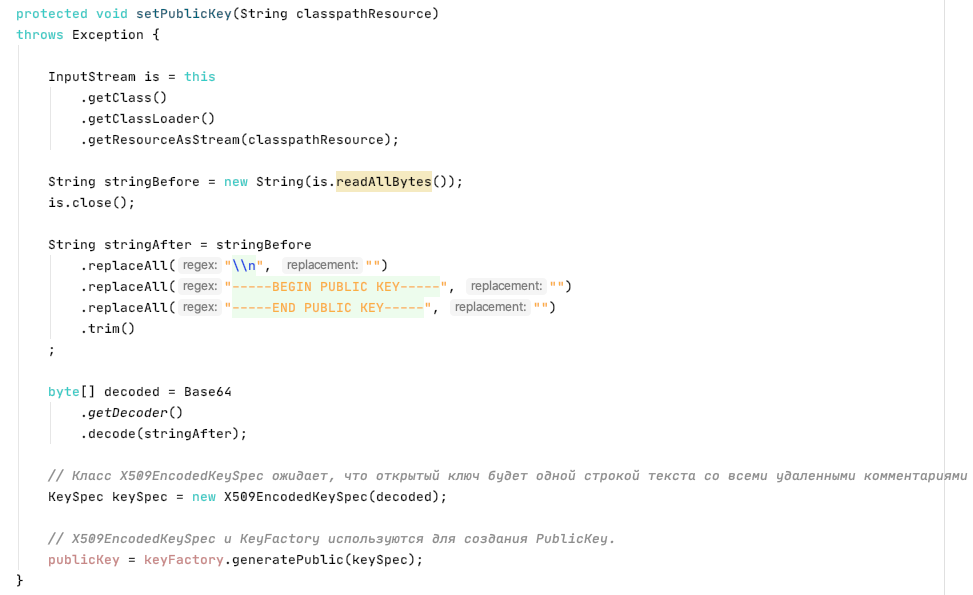 protected void setPublicKey(String classpathResource)
throws Exception {
InputStream is = this
.getClass()
.getClassLoader()
.getResourceAsStream(classpathResource);
String stringBefore = new String(is.readAllBytes());
is.close();
String stringAfter = stringBefore
.replaceAll( regex: "\\n", replacement: "")
.replaceAll( regex: "-----BEGIN PUBLIC KEY-----", replacement: "")
.replaceAll( regex: "-----END PUBLIC KEY-----", replacement: "")
.trim()
;
byte[] decoded = Base64
.getDecoder()
.decode(stringAfter);
// Класс X509EncodedKeySpec ожидает, что открытый ключ будет одной строкой текста со всеми удаленными комментариями
KeySpec keySpec = new X509EncodedKeySpec(decoded);
// X509EncodedKeySpec и KeyFactory используются для создания PublicKey.
publicKey = keyFactory.generatePublic(keySpec);
}